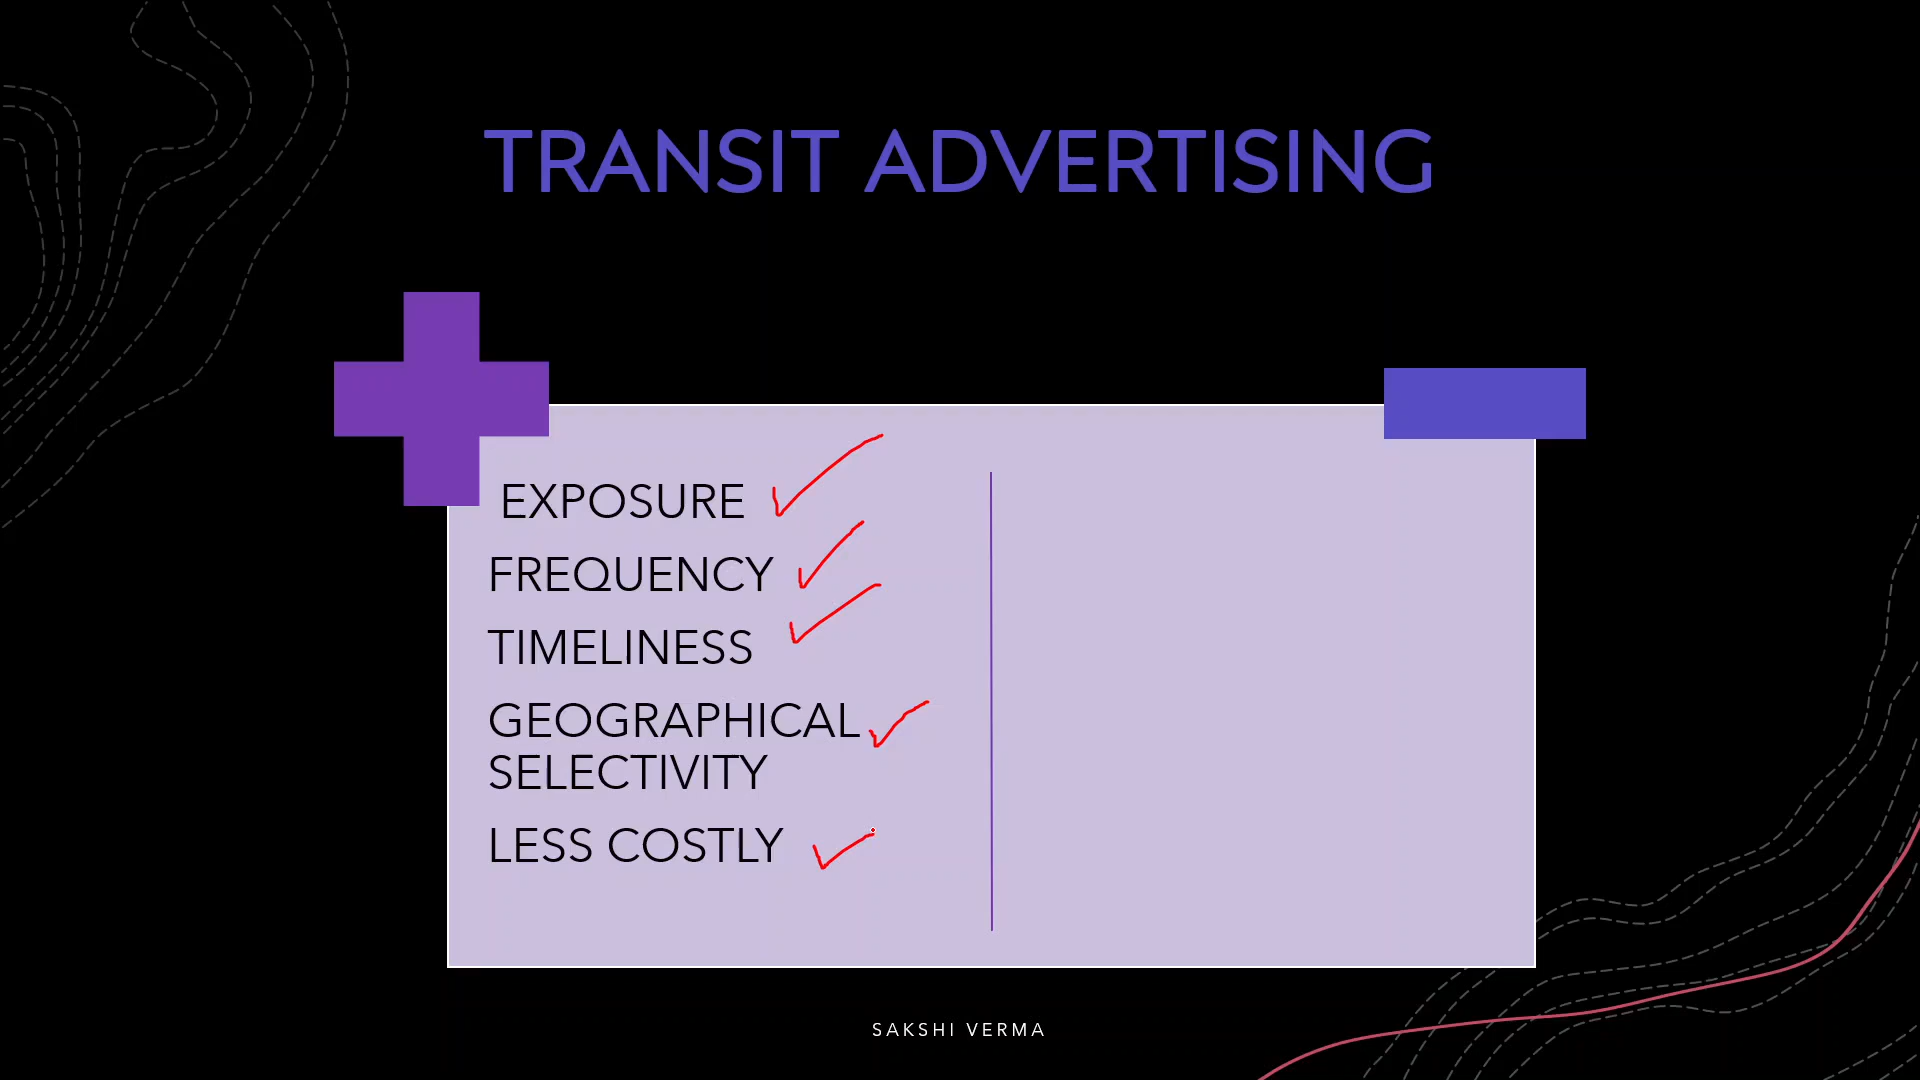 TRANSIT ADVERTISING
EXPOSURE
FREQUENCY
TIMELINESS
GEOGRAPHICAL
SELECTIVITY
LESS COSTLY
SAKSHI VERMA